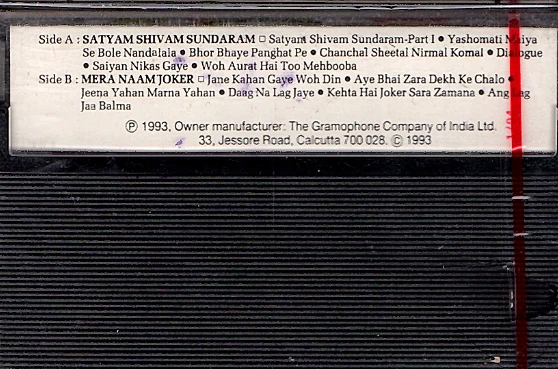 Side A : SATYAM SHIVAM SUNDARAM □ Satyam Shivam Sundaram-Part I • Yashomati Maiya
Se Bole Nandalala • Bhor Bhaye Panghat Pe • Chanchal Sheetal Nirmal Komal • Dialogue
• Saiyan Nikas Gaye • Woh Aurat Hai Too Mehbooba
Side B : MERA NAAM JOKER □ Jane Kahan Gaye Woh Din • Aye Bhai Zara Dekh Ke Chalo •
Jeena Yahan Marna Yahan • Daag Na Lag Jaye • Kehta Hai Joker Sara Zamana • Ang Lag
Jaa Balma
Ⓟ 1993, Owner manufacturer: The Gramophone Company of India Ltd.
33, Jessore Road, Calcutta 700 028. © 1993